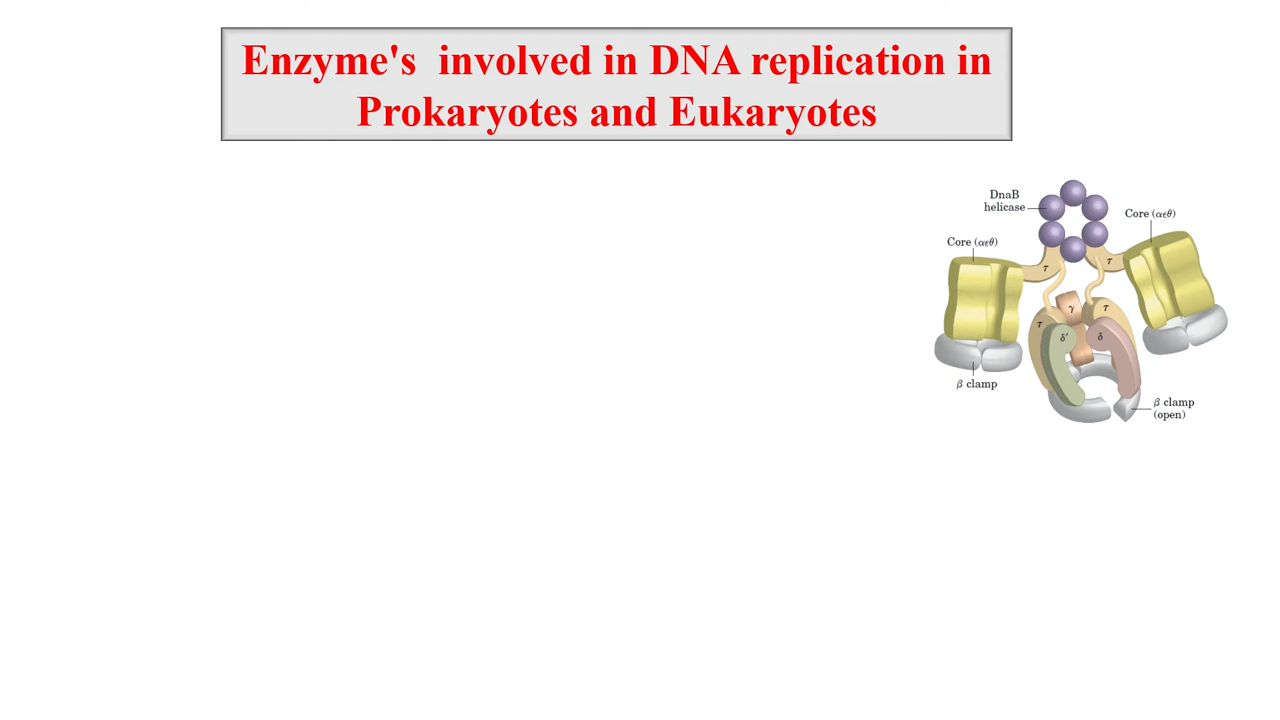 Enzyme's  involved in DNA replication in
Prokaryotes and Eukaryotes
DnaB
helicase
Core (αεθ)
Core (αεθ)
τ
τ
γ
τ
τ
δ'
δ
β clamp
β clamp
(open)